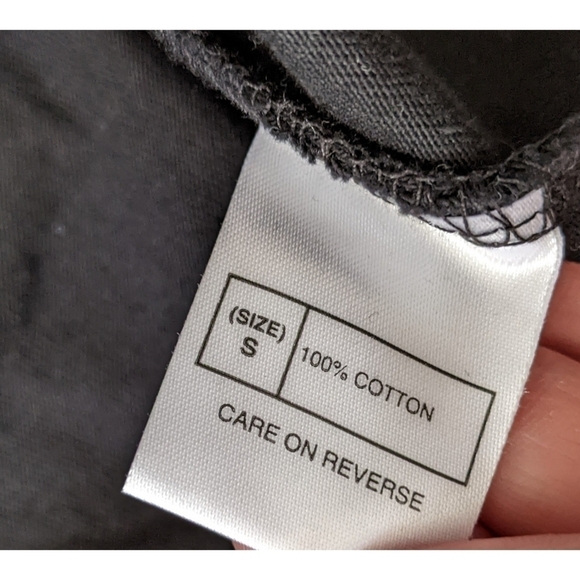 (SIZE)
S
100% COTTON
CARE ON REVERSE